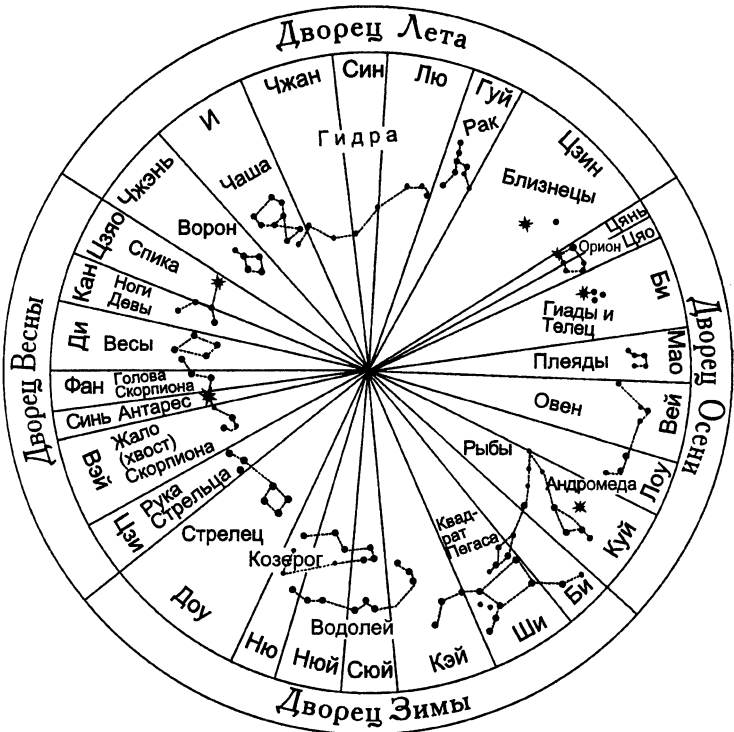 Дворец Лета
Чжан
Син
Лю
Гуй
Цзин
И
Чжэнь
Гидра
Рак
Близнецы
Чаша
Ворон
Цянь
Цяо
Орион
Би
Гиады и
Телец
Дворец Осени
Мао
Плеяды
Вей
Овен
Лоу
Рыбы
Андромеда
Куй
Квад-
рат
Пегаса
Би
Ши
Кэй
Дворец Зимы
Сюй
Нюй
Ню
Водолей
Козерог
Доу
Стрелец
Цзи
Рука
Стрельца
Вэй
Жало
(хвост)
Скорпиона
Синь Антарес
Фан
Голова
Скорпиона
Дворец Весны
Ди
Весы
Кан
Ноги
Девы
Цзяо
Спика